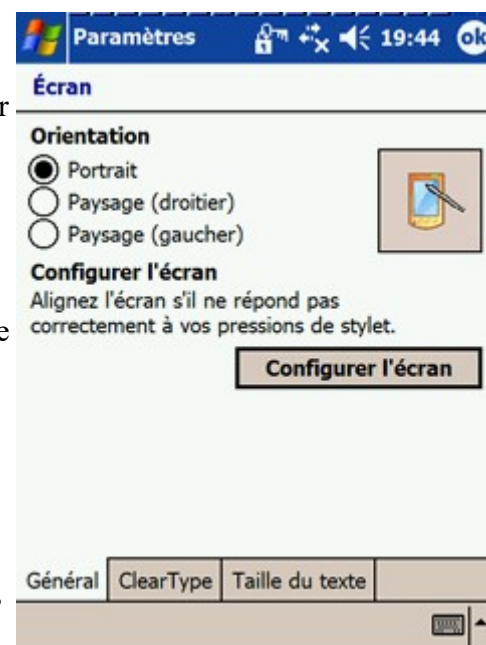 Paramètres 19:44 ok
Écran
r
Orientation
Portrait
Paysage (droitier)
Paysage (gaucher)
Configurer l'écran
Alignez l'écran s'il ne répond pas
e
correctement à vos pressions de stylet.
Configurer l'écran
Général ClearType Taille du texte